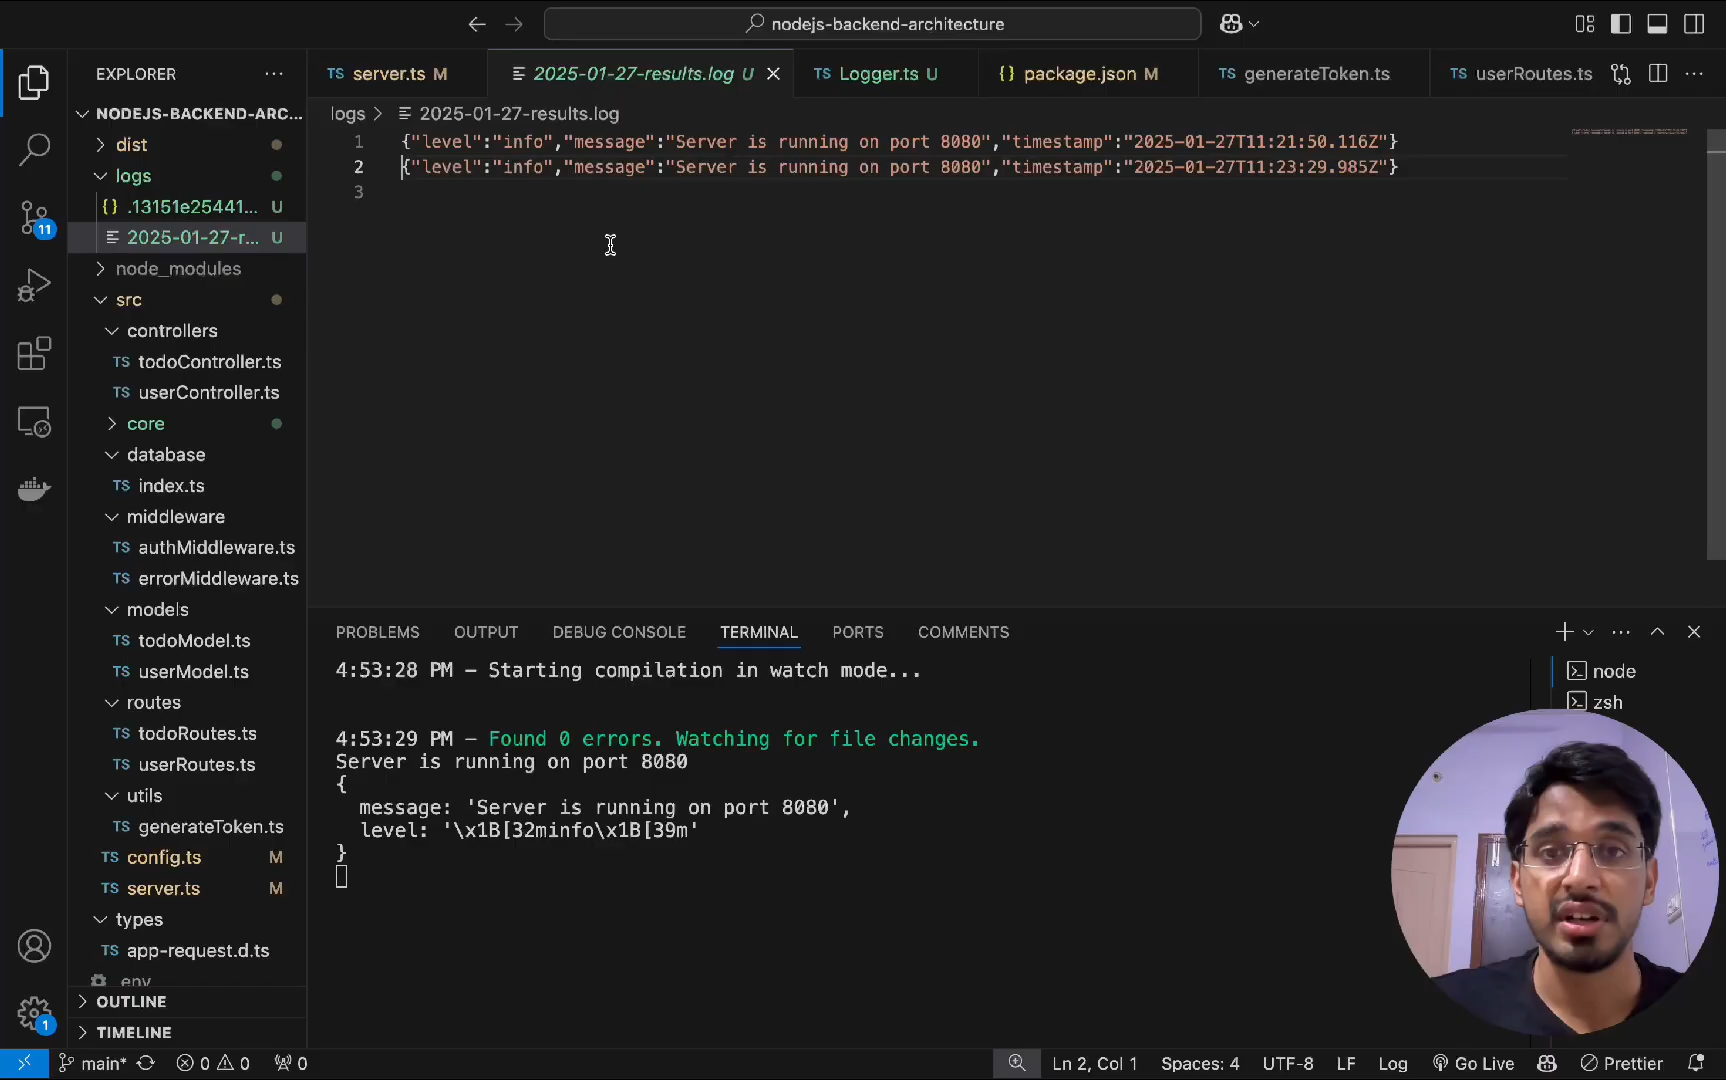 nodejs-backend-architecture
EXPLORER
server.ts M
2025-01-27-results.log U
Logger.ts U
package.json M
generateToken.ts
userRoutes.ts
NODEJS-BACKEND-ARC...
dist
logs
.13151e25441... U
2025-01-27-r... U
node_modules
src
controllers
TS todoController.ts
TS userController.ts
core
database
TS index.ts
middleware
TS authMiddleware.ts
TS errorMiddleware.ts
models
TS todoModel.ts
TS userModel.ts
routes
TS todoRoutes.ts
TS userRoutes.ts
utils
TS generateToken.ts
TS config.ts M
TS server.ts M
types
TS app-request.d.ts
env
OUTLINE
TIMELINE
logs > 2025-01-27-results.log
1 {"level":"info","message":"Server is running on port 8080","timestamp":"2025-01-27T11:21:50.116Z"}
2 {"level":"info","message":"Server is running on port 8080","timestamp":"2025-01-27T11:23:29.985Z"}
3
PROBLEMS OUTPUT DEBUG CONSOLE TERMINAL PORTS COMMENTS
4:53:28 PM – Starting compilation in watch mode...
4:53:29 PM – Found 0 errors. Watching for file changes.
Server is running on port 8080
{
message: 'Server is running on port 8080',
level: '\x1B[32minfo\x1B[39m'
}
node
zsh
11
1
main* 0 0 0
Ln 2, Col 1 Spaces: 4 UTF-8 LF Log Go Live Prettier